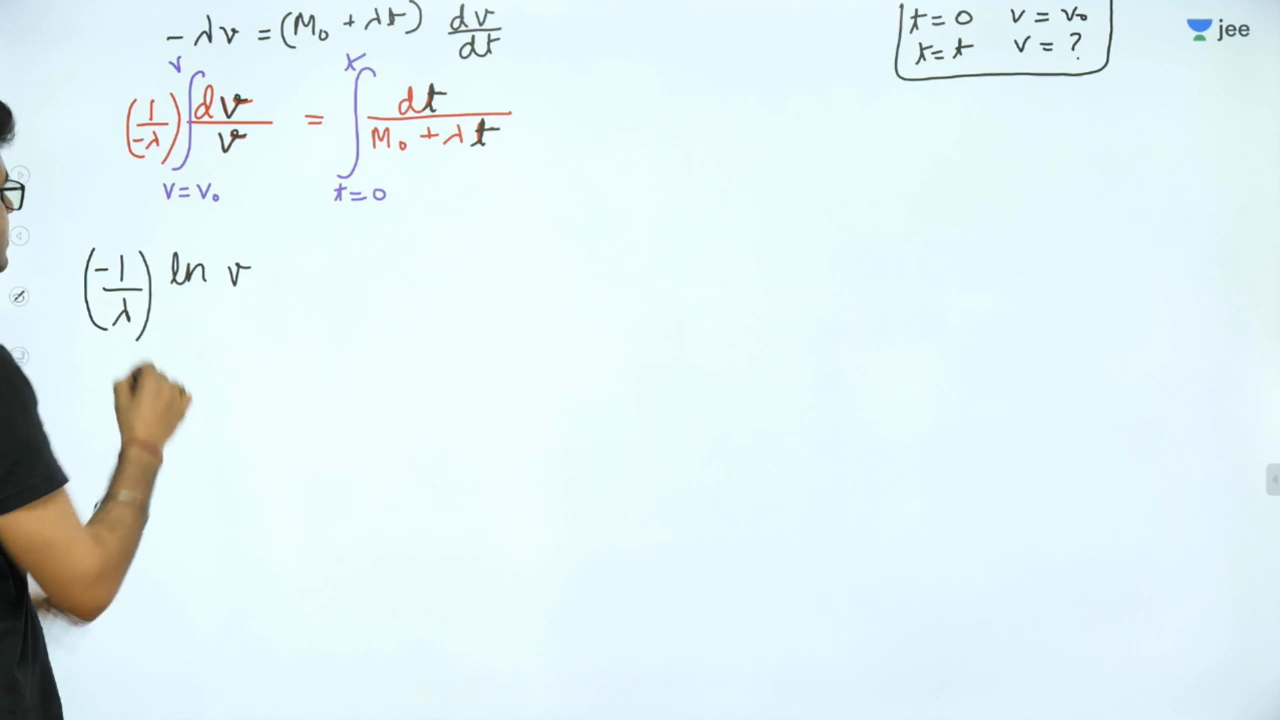 -λv = (M₀ + λt) dv/dt
t = 0 v = v₀
t = t v = ?
jee
(1/-λ) ∫_{v=v₀}^{v} dv/v = ∫_{t=0}^{t} dt/(M₀ + λt)
(-1/λ) ln v